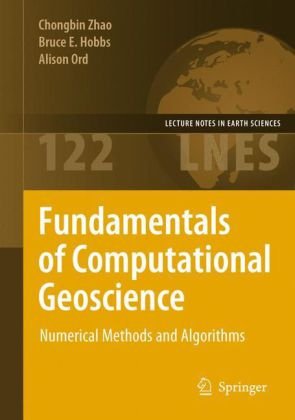 Chongbin Zhao
Bruce E. Hobbs
Alison Ord
LECTURE NOTES IN EARTH SCIENCES
122 LNES
Fundamentals
of Computational
Geoscience
Numerical Methods and Algorithms
Springer